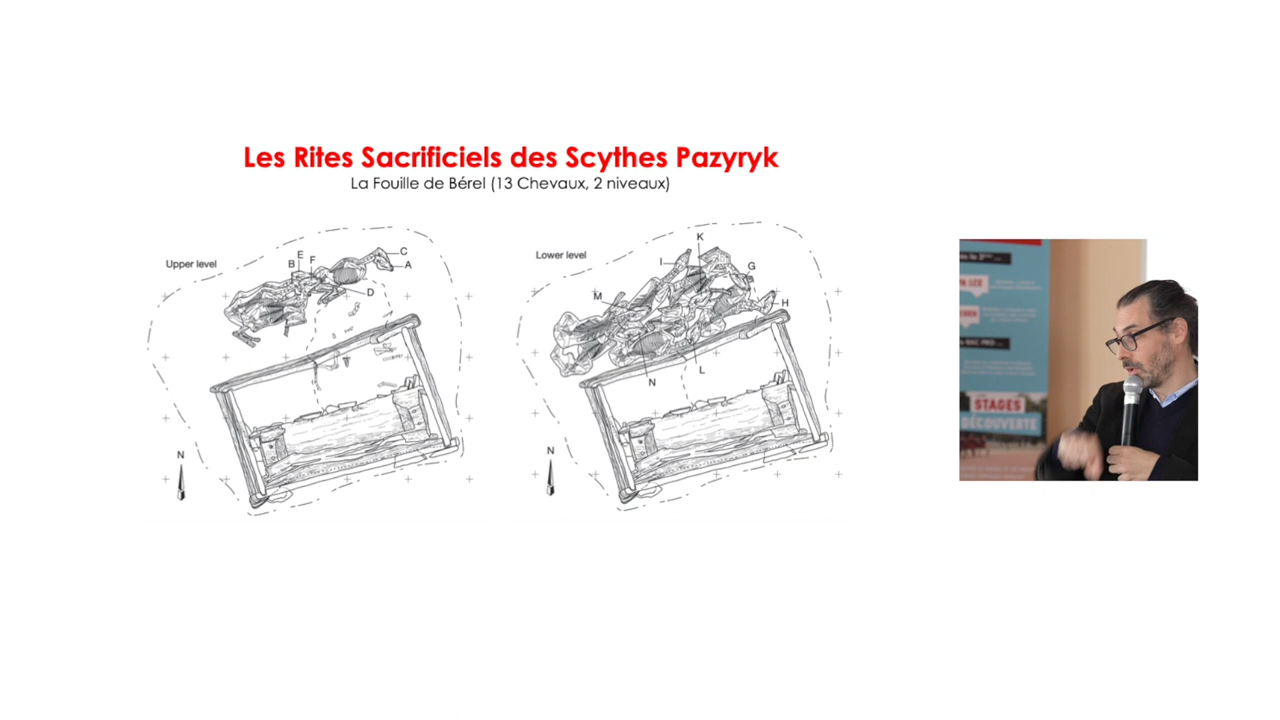 Les Rites Sacrificiels des Scythes Pazyryk
La Fouille de Bérel (13 Chevaux, 2 niveaux)
Upper level
E
B
F
C
A
D
N
Lower level
K
I
G
M
H
L
N
N
STAGES
DÉCOUVERTE